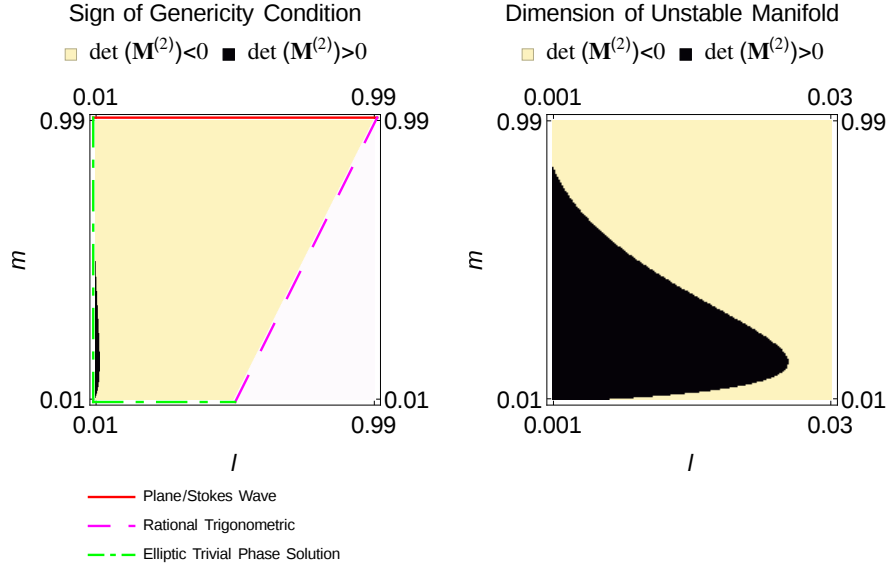 Sign of Genericity Condition
det (M^(2))<0 det (M^(2))>0
0.01 0.99
0.99 0.99
m
0.01 0.01
0.01 0.99
l
Plane/Stokes Wave
Rational Trigonometric
Elliptic Trivial Phase Solution
Dimension of Unstable Manifold
det (M^(2))<0 det (M^(2))>0
0.001 0.03
0.99 0.99
m
0.01 0.01
0.001 0.03
l